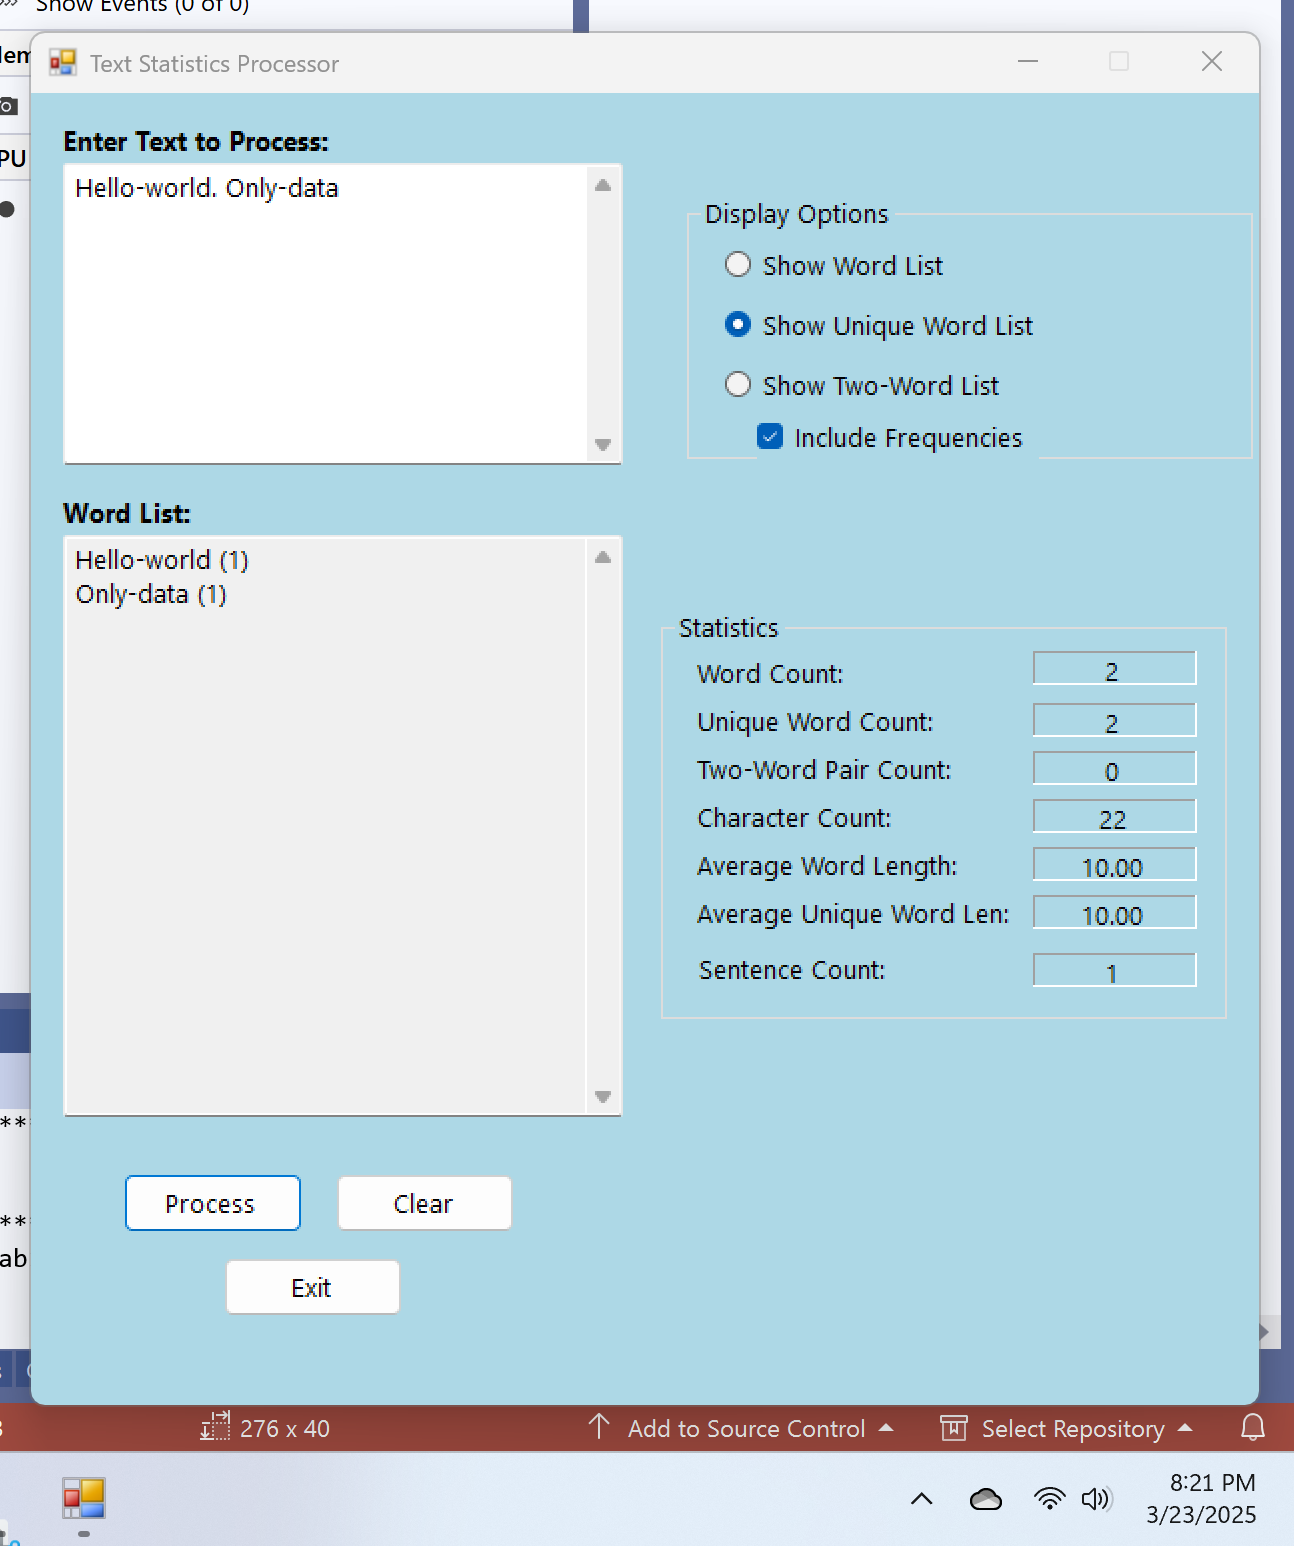 Show Events (0 of 0)
Text Statistics Processor
Enter Text to Process:
Hello-world. Only-data
Display Options
Show Word List
Show Unique Word List
Show Two-Word List
Include Frequencies
Word List:
Hello-world (1)
Only-data (1)
Statistics
Word Count: 2
Unique Word Count: 2
Two-Word Pair Count: 0
Character Count: 22
Average Word Length: 10.00
Average Unique Word Len: 10.00
Sentence Count: 1
Process
Clear
Exit
276 x 40
Add to Source Control
Select Repository
8:21 PM
3/23/2025